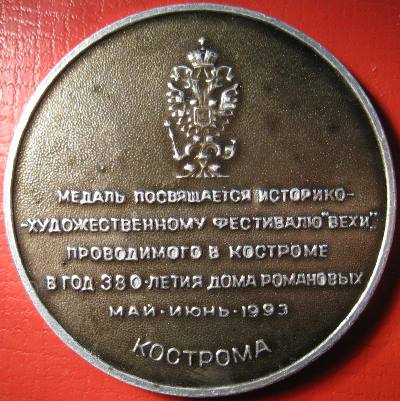 МЕДАЛЬ ПОСВЯЩАЕТСЯ ИСТОРИКО-
-ХУДОЖЕСТВЕННОМУ ФЕСТИВАЛЮ "ВЕХИ",
ПРОВОДИМОГО В КОСТРОМЕ
В ГОД 380-ЛЕТИЯ ДОМА РОМАНОВЫХ
МАЙ·ИЮНЬ·1993
КОСТРОМА